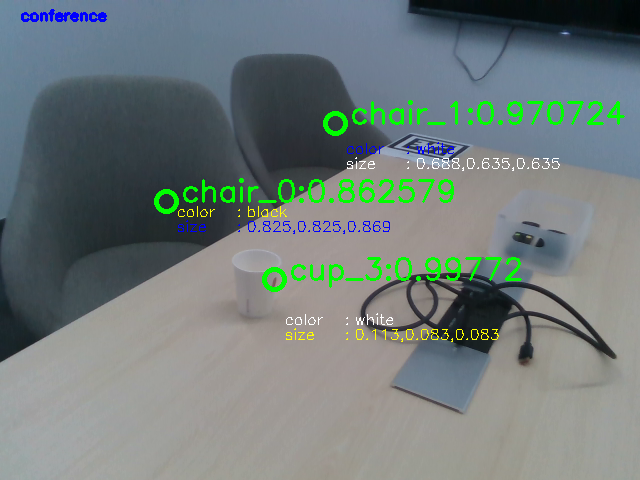 conference
chair_1:0.970724
color : white
size : 0.688,0.635,0.635
chair_0:0.862579
color : black
size : 0.825,0.825,0.869
cup_3:0.99772
color : white
size : 0.113,0.083,0.083